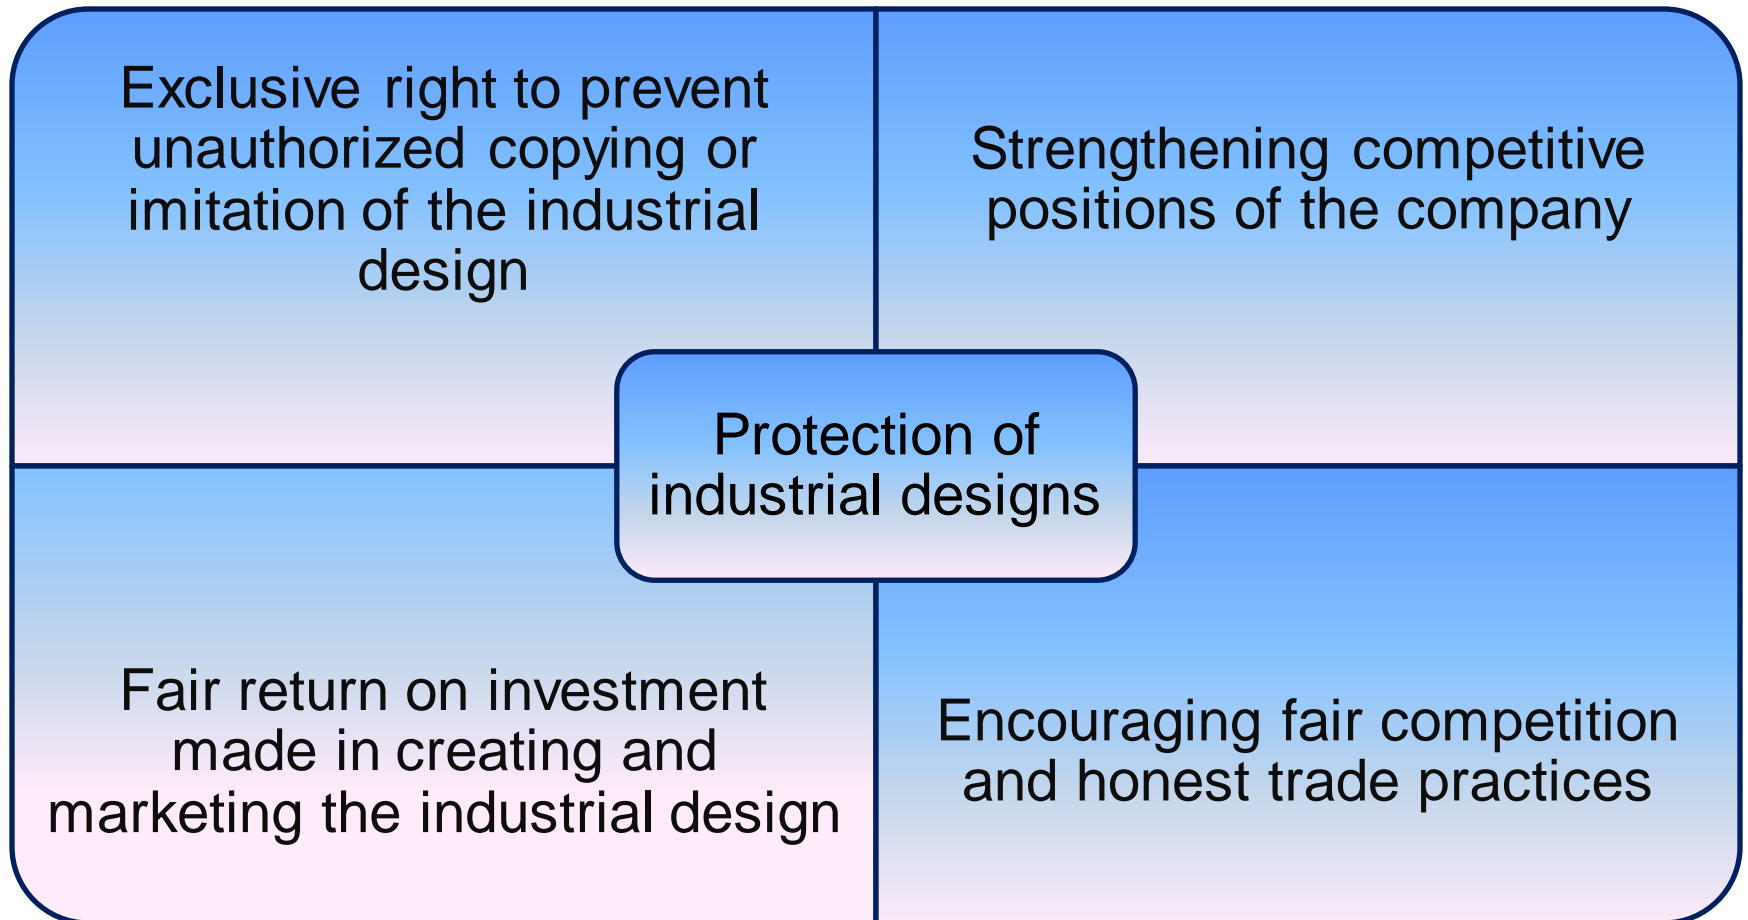 Exclusive right to prevent
unauthorized copying or
imitation of the industrial
design
Strengthening competitive
positions of the company
Protection of
industrial designs
Fair return on investment
made in creating and
marketing the industrial design
Encouraging fair competition
and honest trade practices